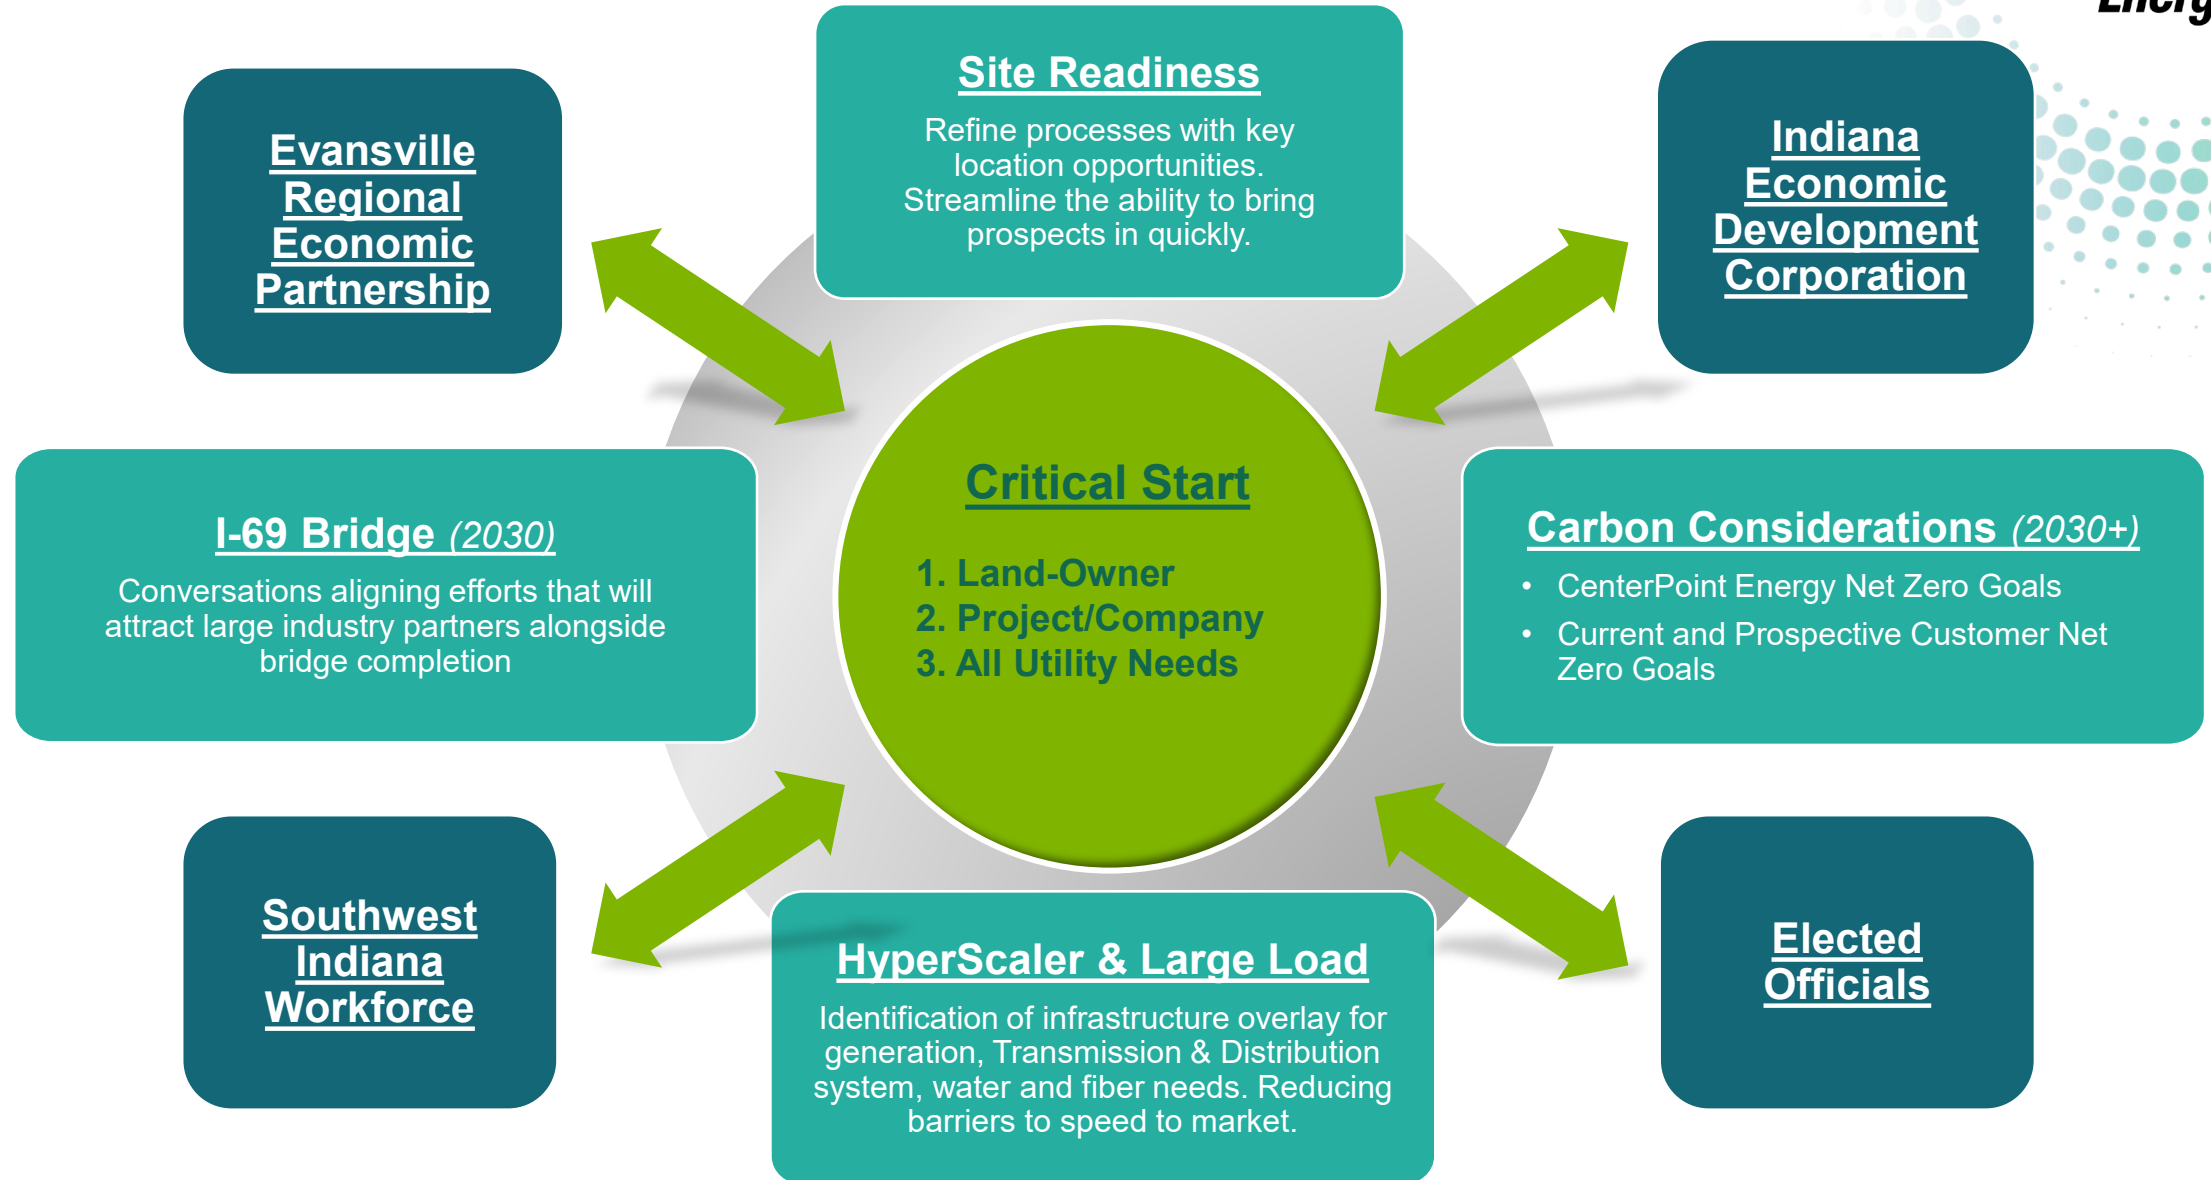 Energ
Site Readiness
Refine processes with key
location opportunities.
Streamline the ability to bring
prospects in quickly.
Evansville
Regional
Economic
Partnership
Indiana
Economic
Development
Corporation
Critical Start
1. Land-Owner
2. Project/Company
3. All Utility Needs
I-69 Bridge (2030)
Conversations aligning efforts that will
attract large industry partners alongside
bridge completion
Carbon Considerations (2030+)
• CenterPoint Energy Net Zero Goals
• Current and Prospective Customer Net
Zero Goals
Southwest
Indiana
Workforce
HyperScaler & Large Load
Identification of infrastructure overlay for
generation, Transmission & Distribution
system, water and fiber needs. Reducing
barriers to speed to market.
Elected
Officials